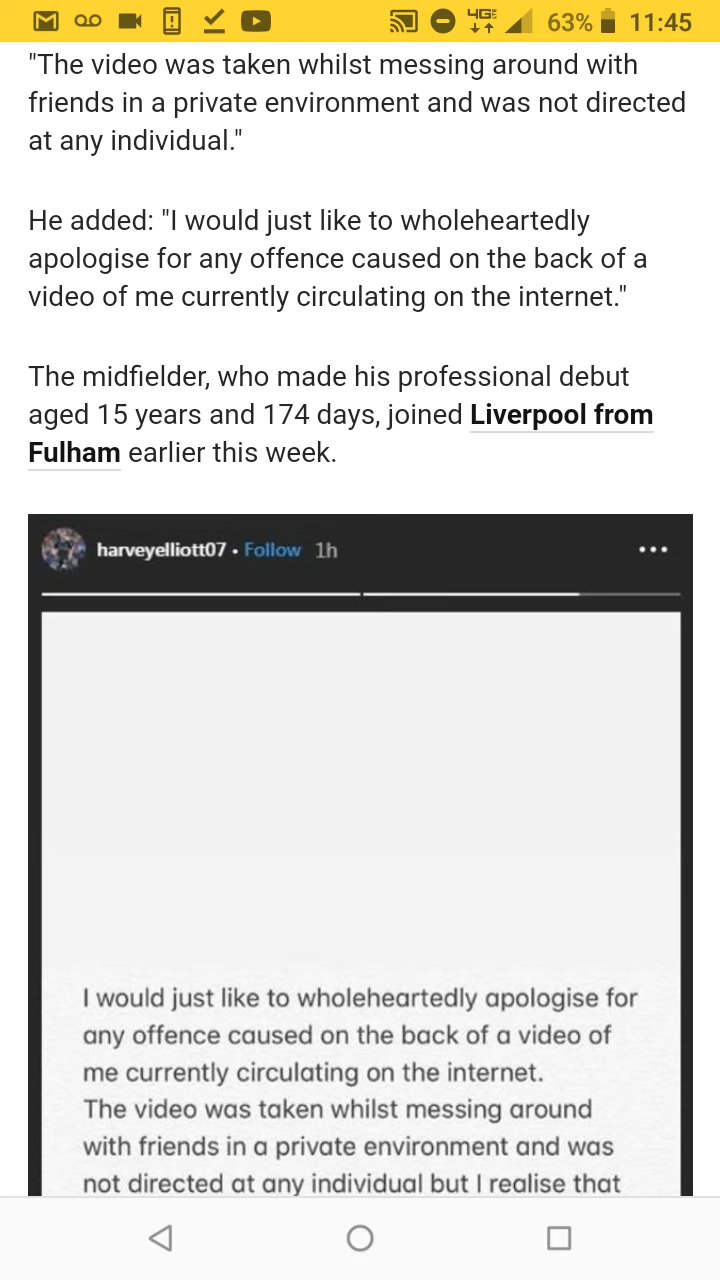 4GE 63% 11:45
"The video was taken whilst messing around with
friends in a private environment and was not directed
at any individual."
He added: "I would just like to wholeheartedly
apologise for any offence caused on the back of a
video of me currently circulating on the internet."
The midfielder, who made his professional debut
aged 15 years and 174 days, joined Liverpool from
Fulham earlier this week.
harveyelliott07 • Follow 1h
I would just like to wholeheartedly apologise for
any offence caused on the back of a video of
me currently circulating on the internet.
The video was taken whilst messing around
with friends in a private environment and was
not directed at any individual but I realise that